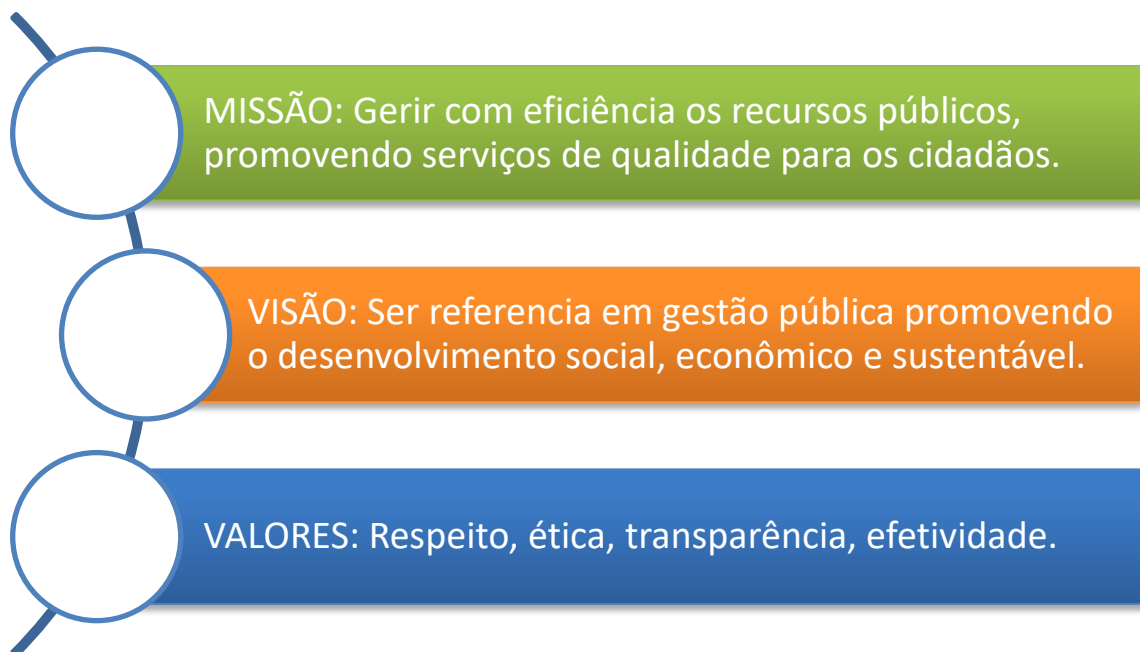 MISSÃO: Gerir com eficiência os recursos públicos,
promovendo serviços de qualidade para os cidadãos.
VISÃO: Ser referencia em gestão pública promovendo
o desenvolvimento social, econômico e sustentável.
VALORES: Respeito, ética, transparência, efetividade.